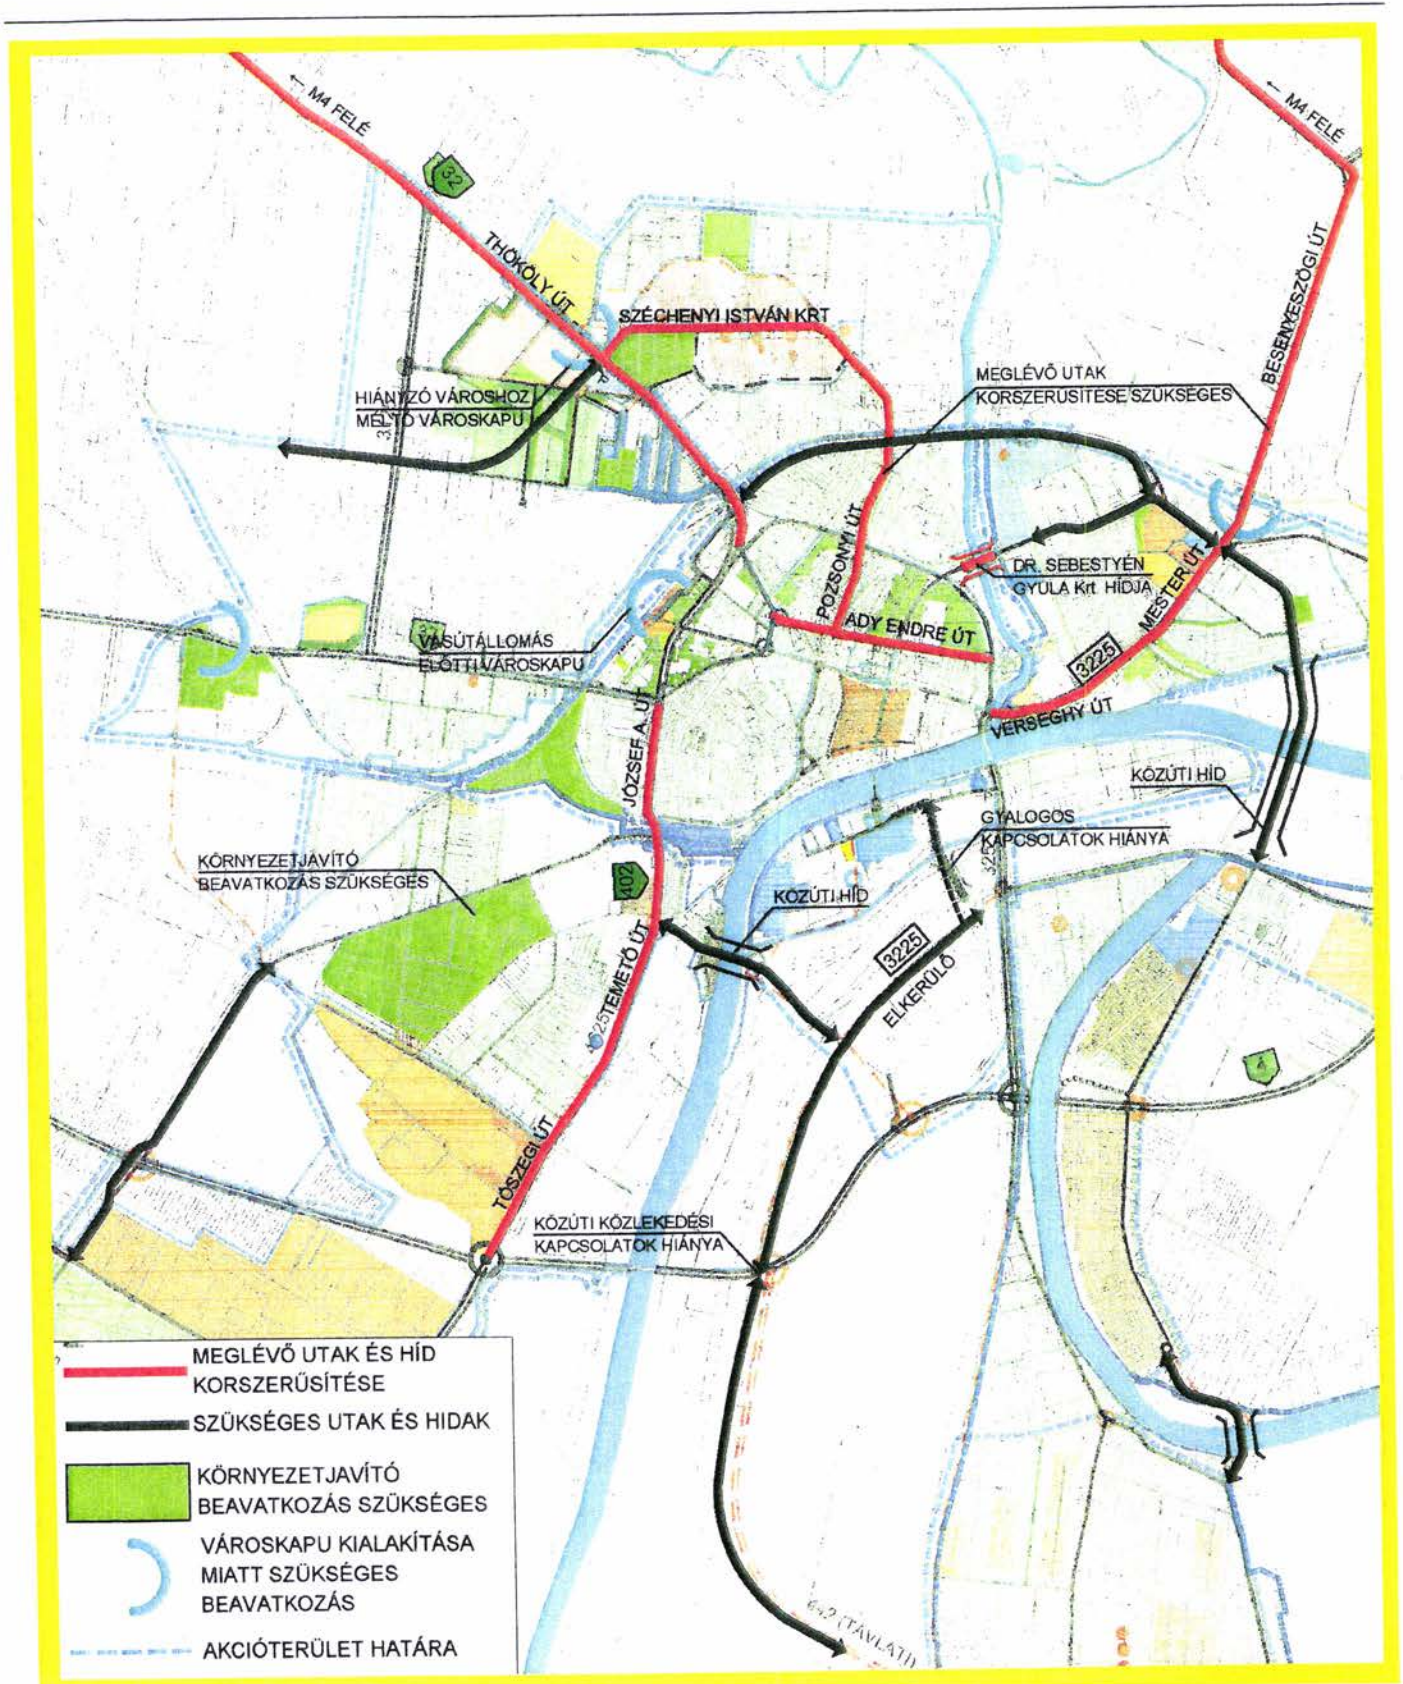 ← M4 FELÉ
← M4 FELÉ
32
THÖKÖLY ÚT
SZÉCHENYI ISTVÁN KRT
BESENYESZÖGI ÚT
MEGLÉVŐ UTAK
KORSZERŰSÍTÉSE SZÜKSÉGES
HIÁNYZÓ VÁROSHOZ
MÉLTÓ VÁROSKAPU
POZSONYI ÚT
DR. SEBESTYÉN
GYULA Krt. HÍDJA
MESTER ÚT
ADY ENDRE ÚT
VASÚTÁLLOMÁS
ELŐTTI VÁROSKAPU
3225
VERSEGHY ÚT
JÓZSEF A. ÚT
KÖZÚTI HÍD
GYALOGOS
KAPCSOLATOK HIÁNYA
KÖRNYEZETJAVÍTÓ
BEAVATKOZÁS SZÜKSÉGES
402
KÖZÚTI HÍD
3225
ELKERÜLŐ
TEMETŐ ÚT
4
TÓSZEGI ÚT
KÖZÚTI KÖZLEKEDÉSI
KAPCSOLATOK HIÁNYA
442 (TÁVLATI)
MEGLÉVŐ UTAK ÉS HÍD
KORSZERŰSÍTÉSE
SZÜKSÉGES UTAK ÉS HIDAK
KÖRNYEZETJAVÍTÓ
BEAVATKOZÁS SZÜKSÉGES
VÁROSKAPU KIALAKÍTÁSA
MIATT SZÜKSÉGES
BEAVATKOZÁS
AKCIÓTERÜLET HATÁRA